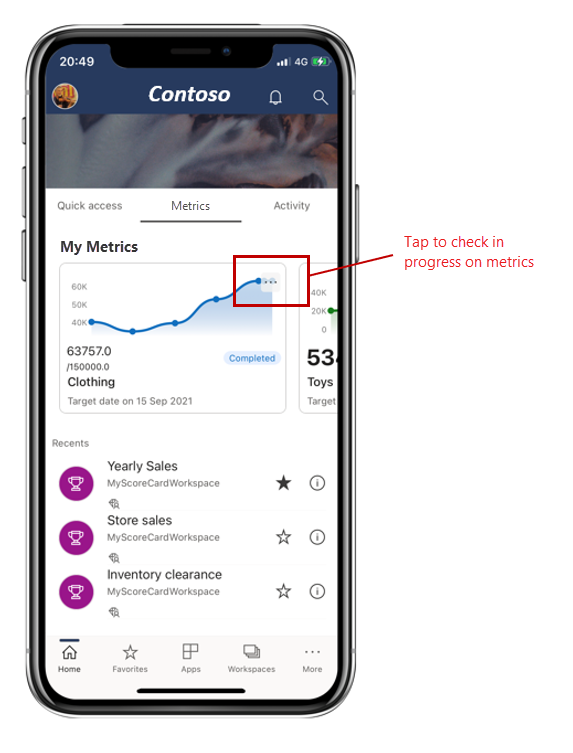 20:49
4G
Contoso
Quick access
Metrics
Activity
My Metrics
Tap to check in
progress on metrics
60K
50K
40K
...
40K
20K
0
63757.0
/150000.0
Completed
Clothing
Target date on 15 Sep 2021
534
Toys
Target
Recents
Yearly Sales
MyScoreCardWorkspace
Store sales
MyScoreCardWorkspace
Inventory clearance
MyScoreCardWorkspace
Home
Favorites
Apps
Workspaces
More